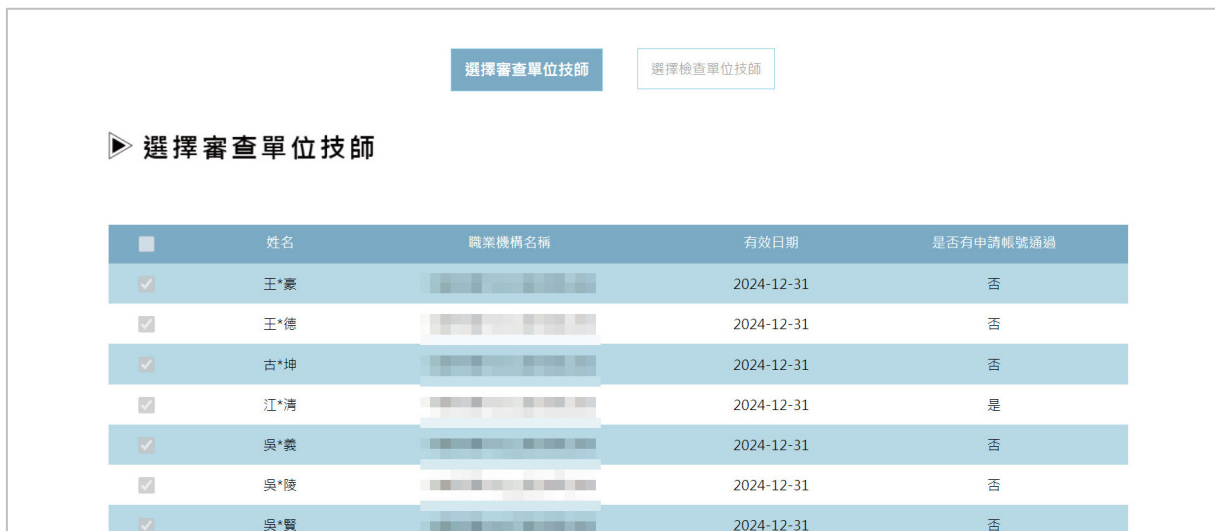 選擇審查單位技師 選擇檢查單位技師
選擇審查單位技師
姓名 職業機構名稱 有效日期 是否有申請帳號通過
王*豪 2024-12-31 否
王*德 2024-12-31 否
古*坤 2024-12-31 否
江*清 2024-12-31 是
吳*義 2024-12-31 否
吳*陵 2024-12-31 否
吳*賢 2024-12-31 否